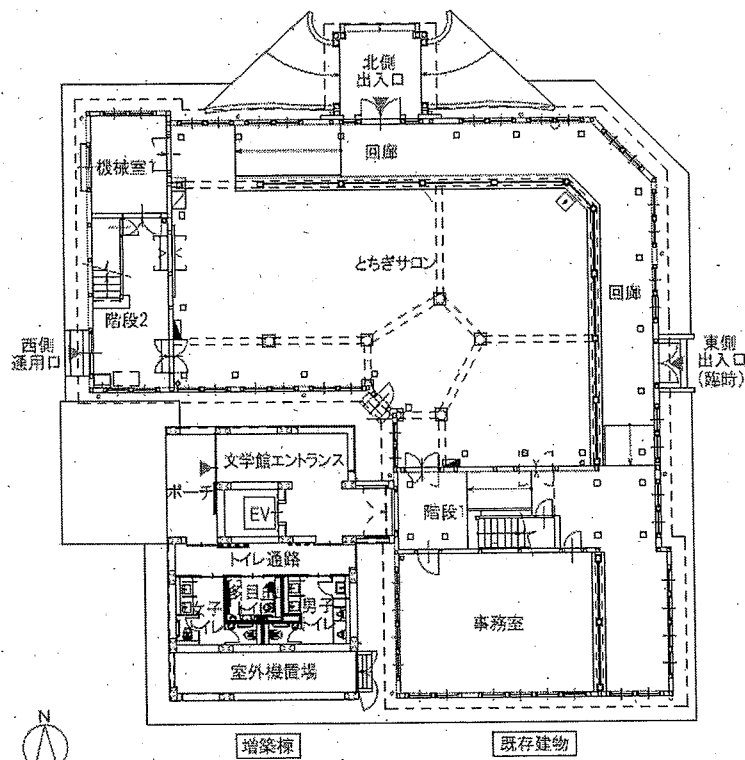 北側
出入口
機械室1
回廊
とちぎサロン
回廊
階段2
西側
通用口
東側
出入口
(臨時)
文学館エントランス
ポーチ
EV
階段1
トイレ通路
女子
トイレ
多目的
トイレ
男子
トイレ
事務室
室外機置場
N
増築棟
既存建物